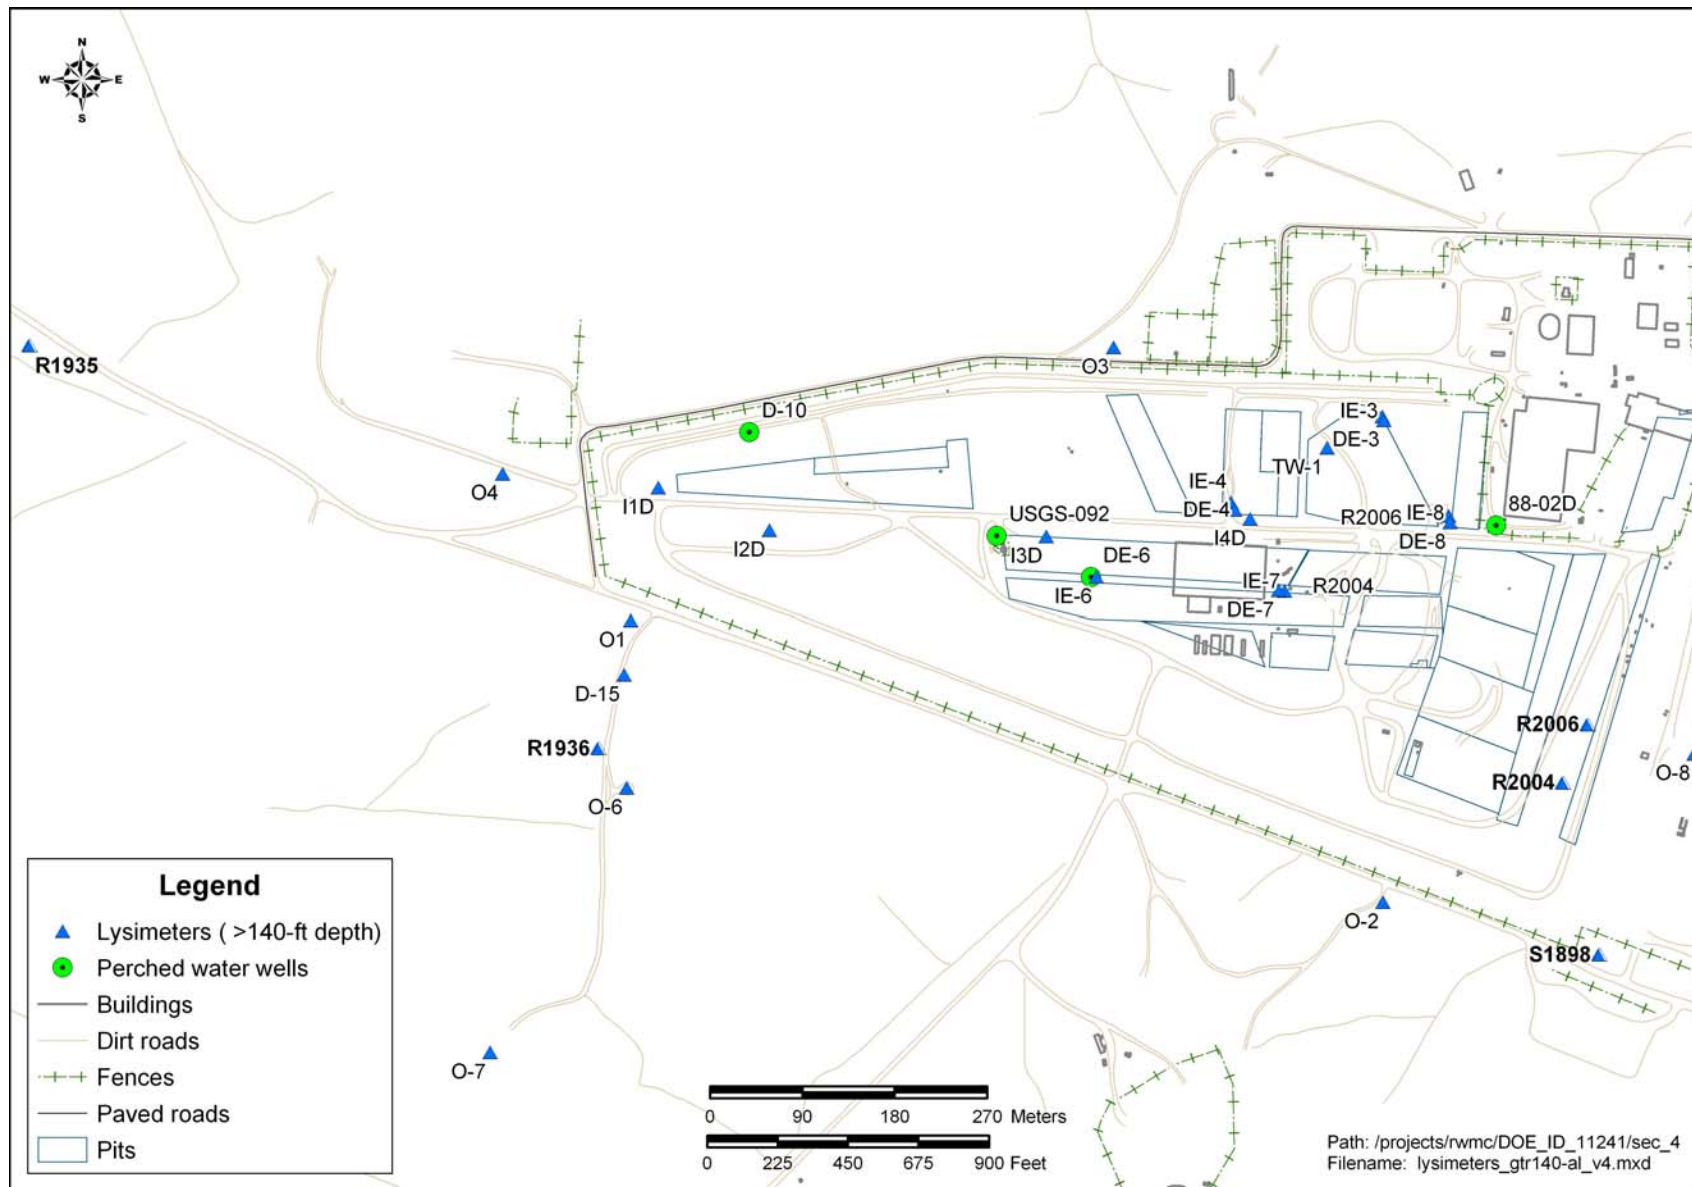 N
W E
S
R1935
O3
D-10
IE-3
DE-3
TW-1
O4
I1D
IE-4
DE-4
USGS-092
R2006
IE-8
88-02D
I2D
I3D
DE-6
I4D
DE-8
IE-6
IE-7
R2004
DE-7
O1
D-15
R1936
R2006
O-8
R2004
O-6
O-2
S1898
O-7
Legend
Lysimeters ( >140-ft depth)
Perched water wells
Buildings
Dirt roads
Fences
Paved roads
Pits
0 90 180 270 Meters
0 225 450 675 900 Feet
Path: /projects/rwmc/DOE_ID_11241/sec_4
Filename: lysimeters_gtr140-al_v4.mxd